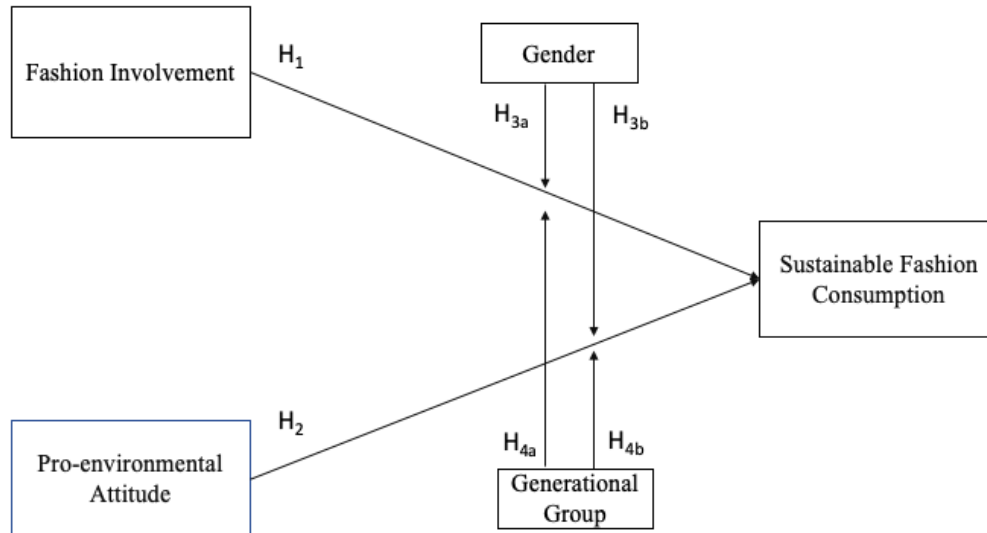 Fashion Involvement
H₁
Gender
H₃ₐ
H₃b
Sustainable Fashion
Consumption
H₂
Pro-environmental
Attitude
H₄ₐ
H₄b
Generational
Group